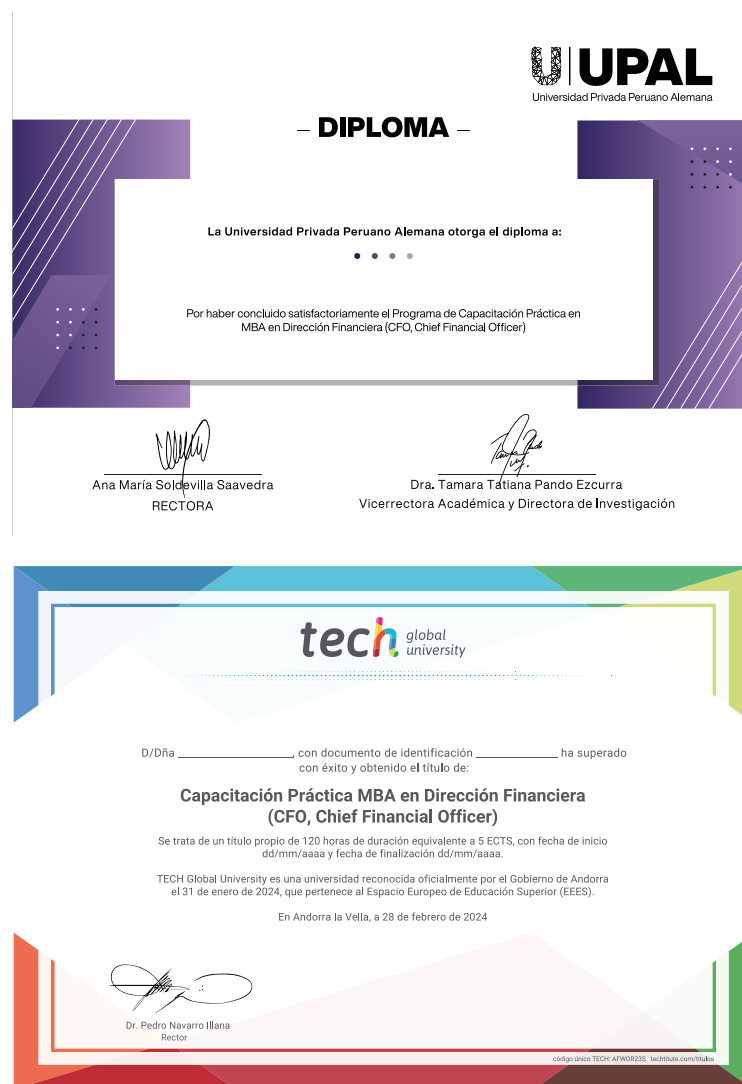 UPAL
Universidad Privada Peruano Alemana
– DIPLOMA –
La Universidad Privada Peruano Alemana otorga el diploma a:
Por haber concluido satisfactoriamente el Programa de Capacitación Práctica en
MBA en Dirección Financiera (CFO, Chief Financial Officer)
Ana María Soldevilla Saavedra
RECTORA
Dra. Tamara Tatiana Pando Ezcurra
Vicerrectora Académica y Directora de Investigación
tech global university
D/Dña ____________________, con documento de identificación ______________ ha superado
con éxito y obtenido el título de:
Capacitación Práctica MBA en Dirección Financiera
(CFO, Chief Financial Officer)
Se trata de un título propio de 120 horas de duración equivalente a 5 ECTS, con fecha de inicio
dd/mm/aaaa y fecha de finalización dd/mm/aaaa.
TECH Global University es una universidad reconocida oficialmente por el Gobierno de Andorra
el 31 de enero de 2024, que pertenece al Espacio Europeo de Educación Superior (EEES).
En Andorra la Vella, a 28 de febrero de 2024
Dr. Pedro Navarro Illana
Rector
código único TECH: AFWOR23S techtitute.com/titulos